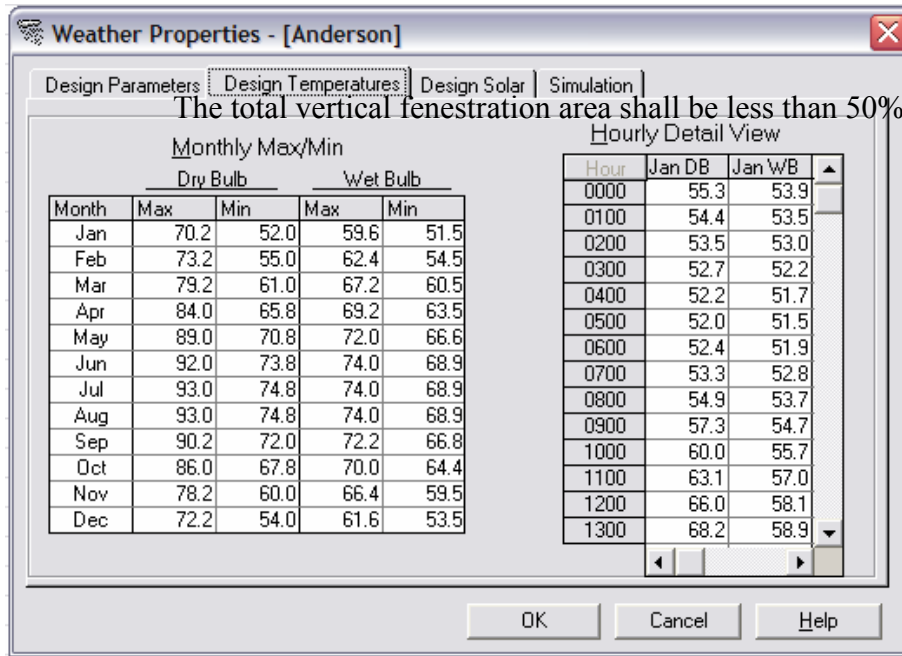 Weather Properties - [Anderson]
Design Parameters Design Temperatures Design Solar Simulation
The total vertical fenestration area shall be less than 50%
Monthly Max/Min
Dry Bulb Wet Bulb
Month Max Min Max Min
Jan 70.2 52.0 59.6 51.5
Feb 73.2 55.0 62.4 54.5
Mar 79.2 61.0 67.2 60.5
Apr 84.0 65.8 69.2 63.5
May 89.0 70.8 72.0 66.6
Jun 92.0 73.8 74.0 68.9
Jul 93.0 74.8 74.0 68.9
Aug 93.0 74.8 74.0 68.9
Sep 90.2 72.0 72.2 66.8
Oct 86.0 67.8 70.0 64.4
Nov 78.2 60.0 66.4 59.5
Dec 72.2 54.0 61.6 53.5
Hourly Detail View
Hour Jan DB Jan WB
0000 55.3 53.9
0100 54.4 53.5
0200 53.5 53.0
0300 52.7 52.2
0400 52.2 51.7
0500 52.0 51.5
0600 52.4 51.9
0700 53.3 52.8
0800 54.9 53.7
0900 57.3 54.7
1000 60.0 55.7
1100 63.1 57.0
1200 66.0 58.1
1300 68.2 58.9
OK Cancel Help